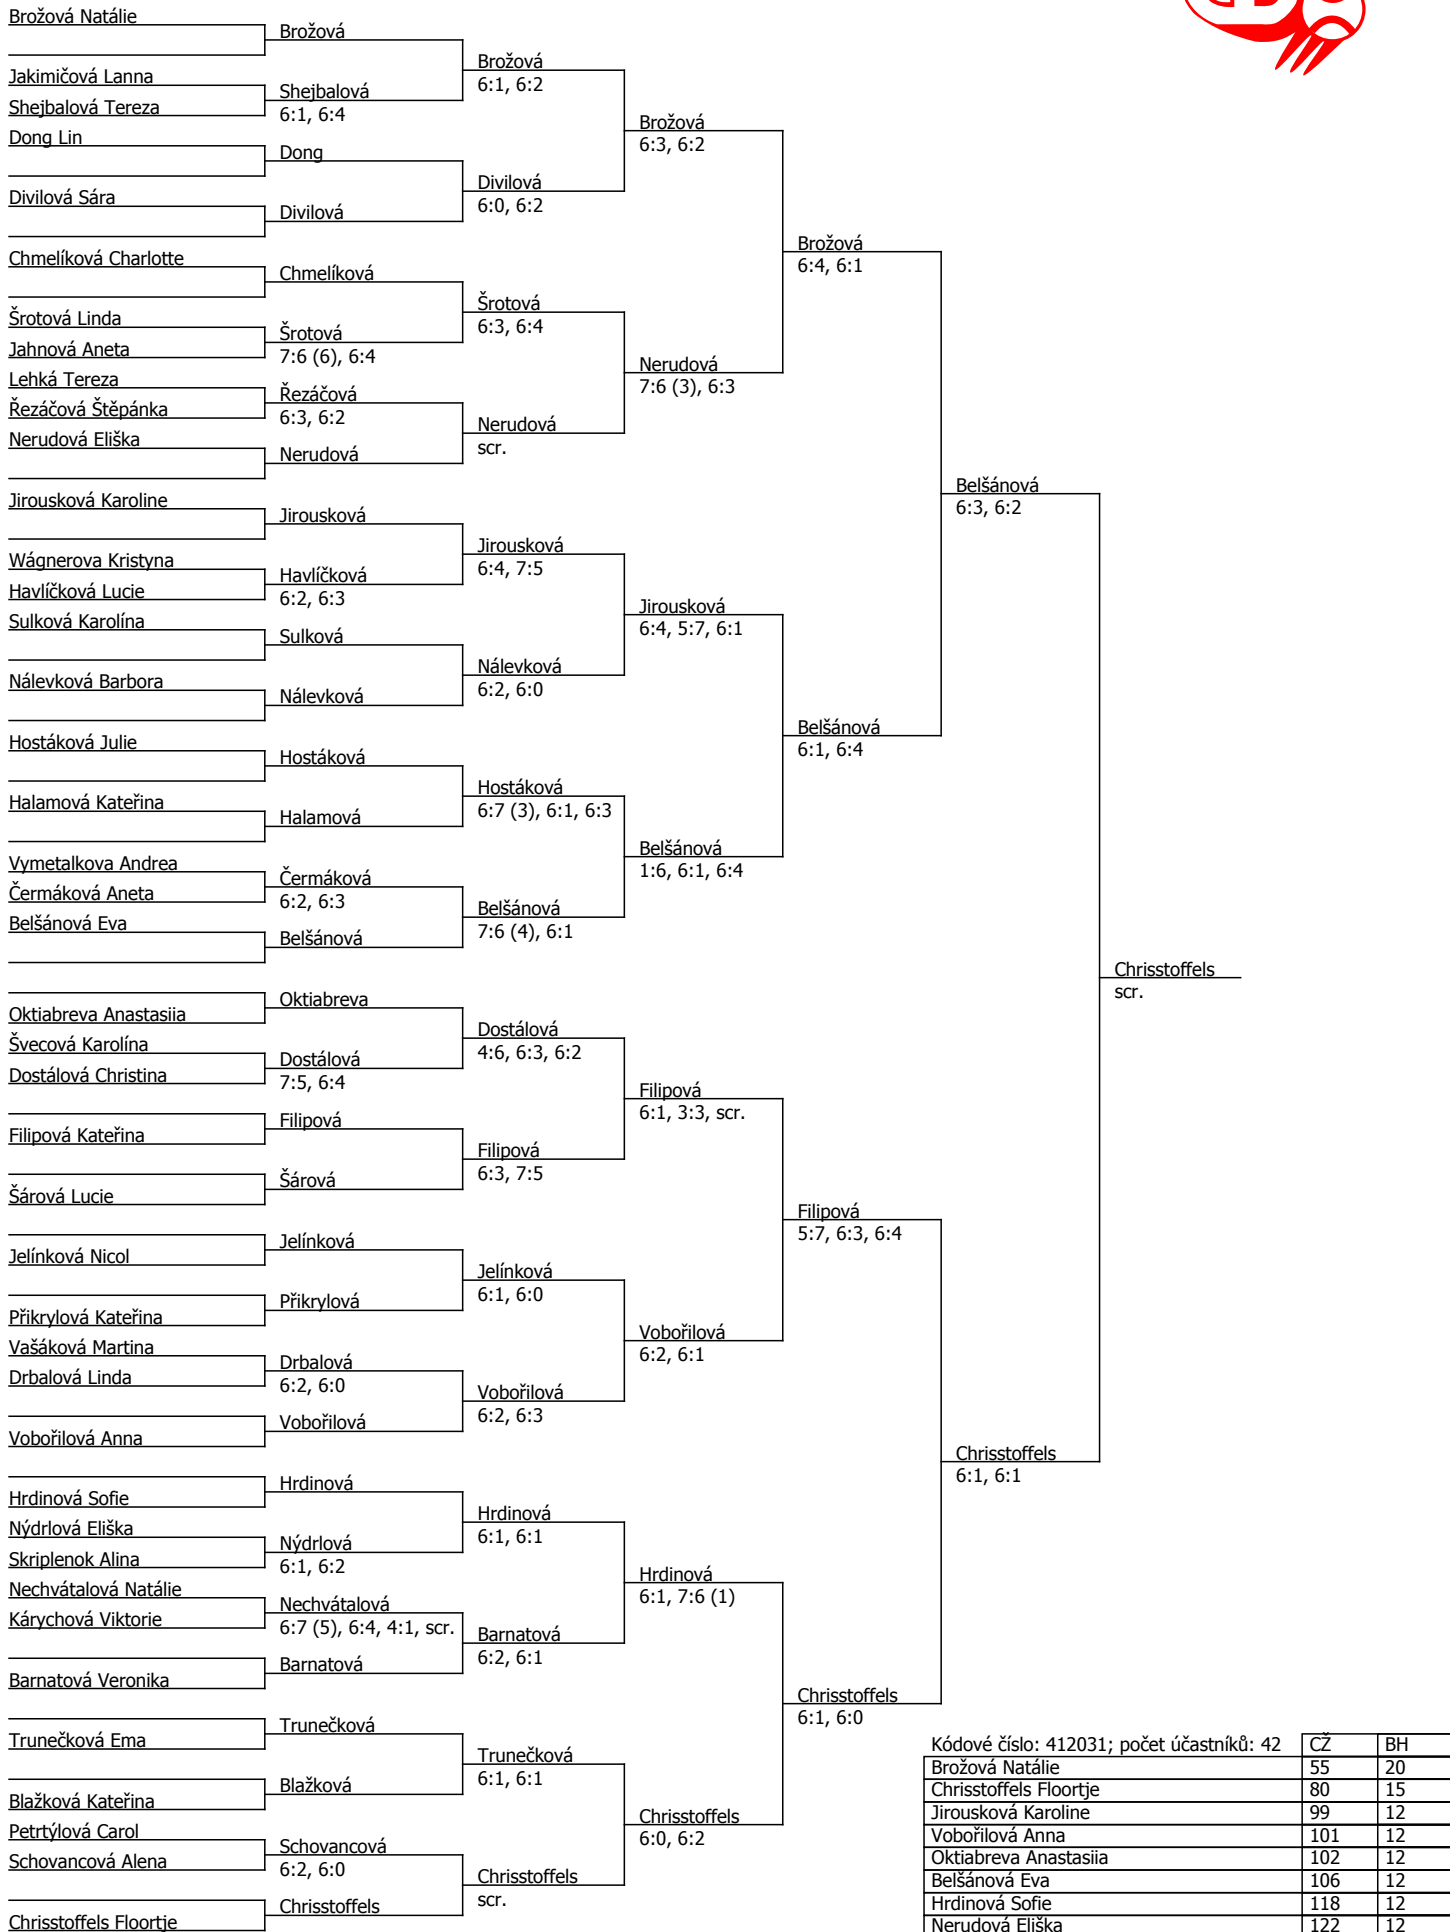 Brožová Natálie
Jakimičová Lanna
Shejbalová Tereza
Dong Lin
Divilová Sára
Chmelíková Charlotte
Šrotová Linda
Jahnová Aneta
Lehká Tereza
Řezáčová Štěpánka
Nerudová Eliška
Jirousková Karoline
Wágnerova Kristyna
Havlíčková Lucie
Sulková Karolína
Nálevková Barbora
Hostáková Julie
Halamová Kateřina
Vymetalkova Andrea
Čermáková Aneta
Belšánová Eva
Oktiabreva Anastasiia
Švecová Karolína
Dostálová Christina
Filipová Kateřina
Šárová Lucie
Jelínková Nicol
Přikrylová Kateřina
Vašáková Martina
Drbalová Linda
Vobořilová Anna
Hrdinová Sofie
Nýdrlová Eliška
Skriplenok Alina
Nechvátalová Natálie
Kárychová Viktorie
Barnatová Veronika
Trunečková Ema
Blažková Kateřina
Petrtýlová Carol
Schovancová Alena
Chrisstoffels Floortje
Brožová
Shejbalová
6:1, 6:4
Dong
Divilová
Chmelíková
Šrotová
7:6 (6), 6:4
Řezáčová
6:3, 6:2
Nerudová
Jirousková
Havlíčková
6:2, 6:3
Sulková
Nálevková
Hostáková
Halamová
Čermáková
6:2, 6:3
Belšánová
Oktiabreva
Dostálová
7:5, 6:4
Filipová
Šárová
Jelínková
Přikrylová
Drbalová
6:2, 6:0
Vobořilová
Hrdinová
Nýdrlová
6:1, 6:2
Nechvátalová
6:7 (5), 6:4, 4:1, scr.
Barnatová
Trunečková
Blažková
Schovancová
6:2, 6:0
Chrisstoffels
Brožová
6:1, 6:2
Divilová
6:0, 6:2
Šrotová
6:3, 6:4
Nerudová
scr.
Jirousková
6:4, 7:5
Nálevková
6:2, 6:0
Hostáková
6:7 (3), 6:1, 6:3
Belšánová
7:6 (4), 6:1
Dostálová
4:6, 6:3, 6:2
Filipová
6:3, 7:5
Jelínková
6:1, 6:0
Vobořilová
6:2, 6:3
Hrdinová
6:1, 6:1
Barnatová
6:2, 6:1
Trunečková
6:1, 6:1
Chrisstoffels
scr.
Brožová
6:3, 6:2
Nerudová
7:6 (3), 6:3
Jirousková
6:4, 5:7, 6:1
Belšánová
1:6, 6:1, 6:4
Filipová
6:1, 3:3, scr.
Vobořilová
6:2, 6:1
Hrdinová
6:1, 7:6 (1)
Chrisstoffels
6:0, 6:2
Brožová
6:4, 6:1
Belšánová
6:1, 6:4
Filipová
5:7, 6:3, 6:4
Chrisstoffels
6:1, 6:0
Belšánová
6:3, 6:2
Chrisstoffels
6:1, 6:1
Chrisstoffels
scr.
Kódové číslo: 412031; počet účastníků: 42 CŽ BH
Brožová Natálie 55 20
Chrisstoffels Floortje 80 15
Jirousková Karoline 99 12
Vobořilová Anna 101 12
Oktiabreva Anastasiia 102 12
Belšánová Eva 106 12
Hrdinová Sofie 118 12
Nerudová Eliška 122 12